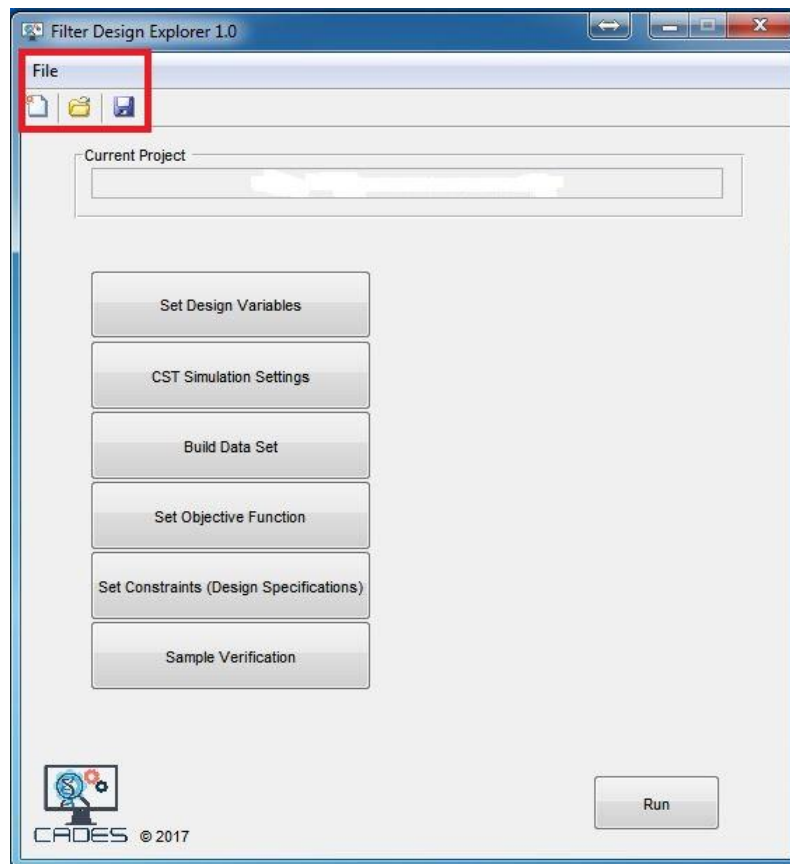 Filter Design Explorer 1.0
File
Current Project
Set Design Variables
CST Simulation Settings
Build Data Set
Set Objective Function
Set Constraints (Design Specifications)
Sample Verification
Run
CADES © 2017